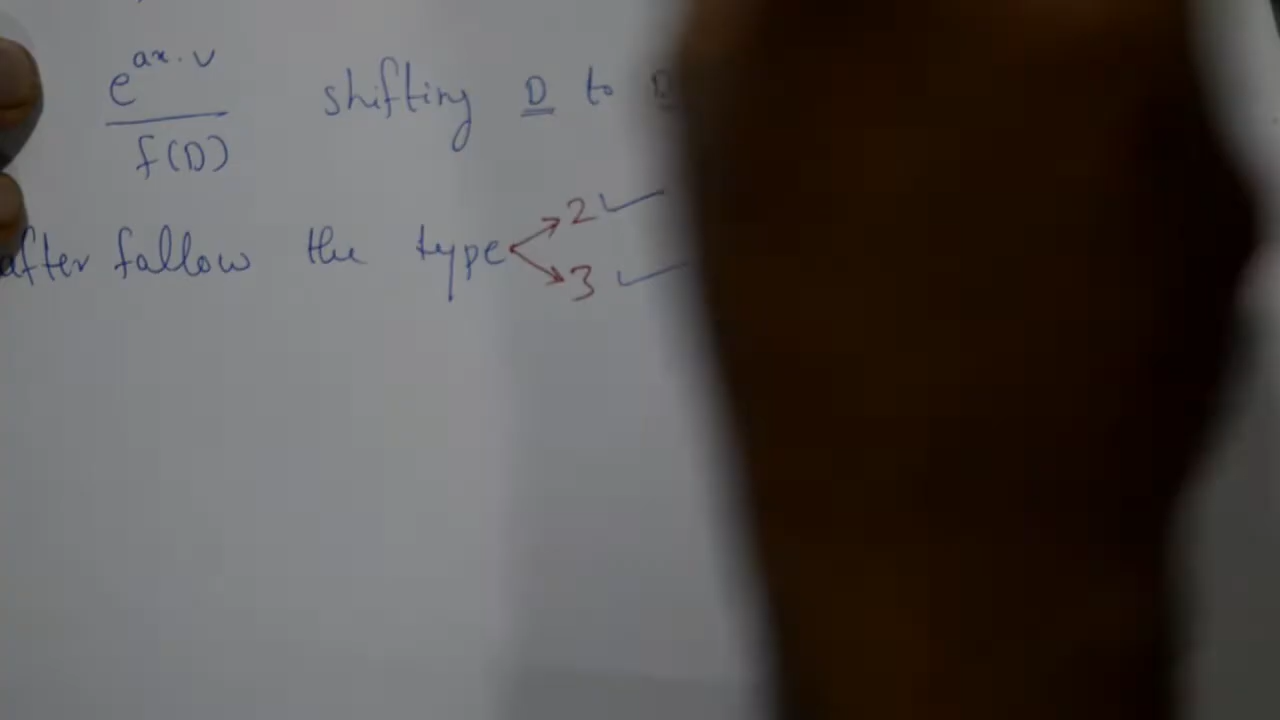 e^{ax.v}
f(D)
shifting D to
after fallow the type
2
3